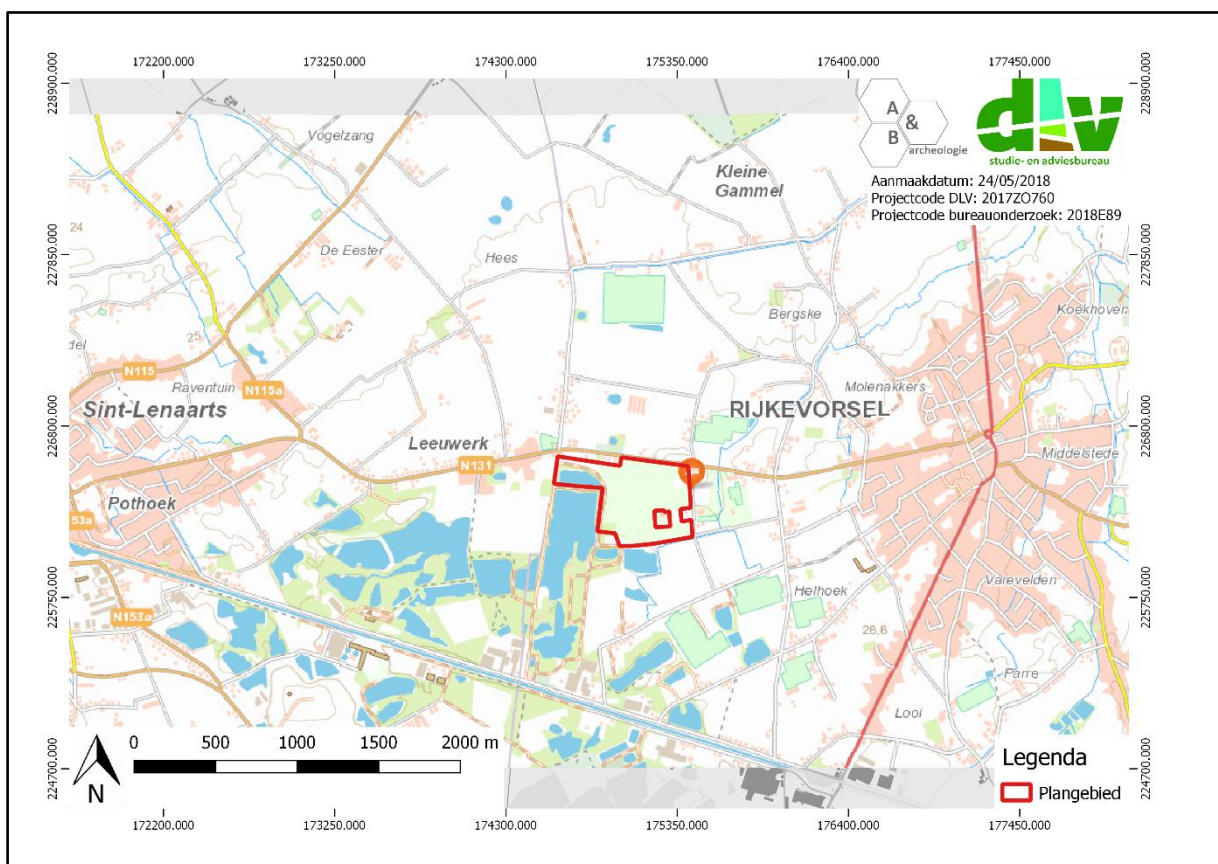 172200.000 173250.000 174300.000 175350.000 176400.000 177450.000
228900.000
228900.000
A
&
B
archeologie
dlv
studie- en adviesbureau
Aanmaakdatum: 24/05/2018
Projectcode DLV: 2017ZO760
Projectcode bureauonderzoek: 2018E89
Vogelzang
Kleine
Gammel
24
De Eester
Hees
227850.000
227850.000
Bergske
Koekhoven
25
del
N115
Raventuin
N115a
Molenakkers
Sint-Lenaarts
RIJKEVORSEL
226800.000
226800.000
Leeuwerk
N131
Middelstede
Pothoek
53a
Helhoek
Varevelden
225750.000
225750.000
N153a
28,8
Parre
Looi
0 500 1000 1500 2000 m
N
Legenda
Plangebied
224700.000
224700.000
172200.000 173250.000 174300.000 175350.000 176400.000 177450.000